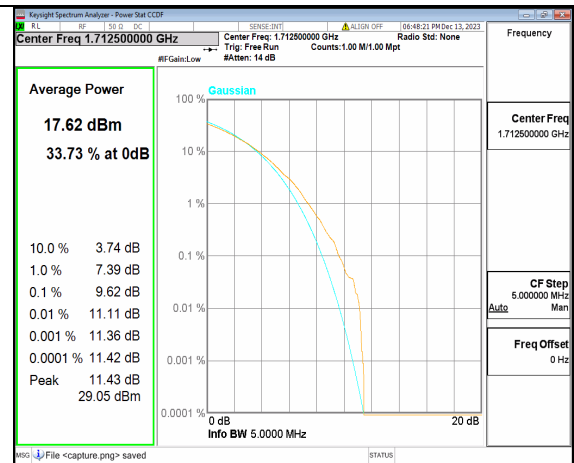 Keysight Spectrum Analyzer - Power Stat CCDF
RL RF 50 Ω DC SENSE:INT ALIGN OFF 06:48:21 PM Dec 13, 2023
Center Freq 1.712500000 GHz
Center Freq: 1.712500000 GHz Radio Std: None
Trig: Free Run Counts:1.00 M/1.00 Mpt
#IFGain:Low #Atten: 14 dB
Frequency
Average Power
17.62 dBm
33.73 % at 0dB
10.0 % 3.74 dB
1.0 % 7.39 dB
0.1 % 9.62 dB
0.01 % 11.11 dB
0.001 % 11.36 dB
0.0001 % 11.42 dB
Peak 11.43 dB
29.05 dBm
Gaussian
100 %
10 %
1 %
0.1 %
0.01 %
0.001 %
0.0001 %
0 dB 20 dB
Info BW 5.0000 MHz
Center Freq
1.712500000 GHz
CF Step
5.000000 MHz
Auto Man
Freq Offset
0 Hz
MSG File <capture.png> saved STATUS